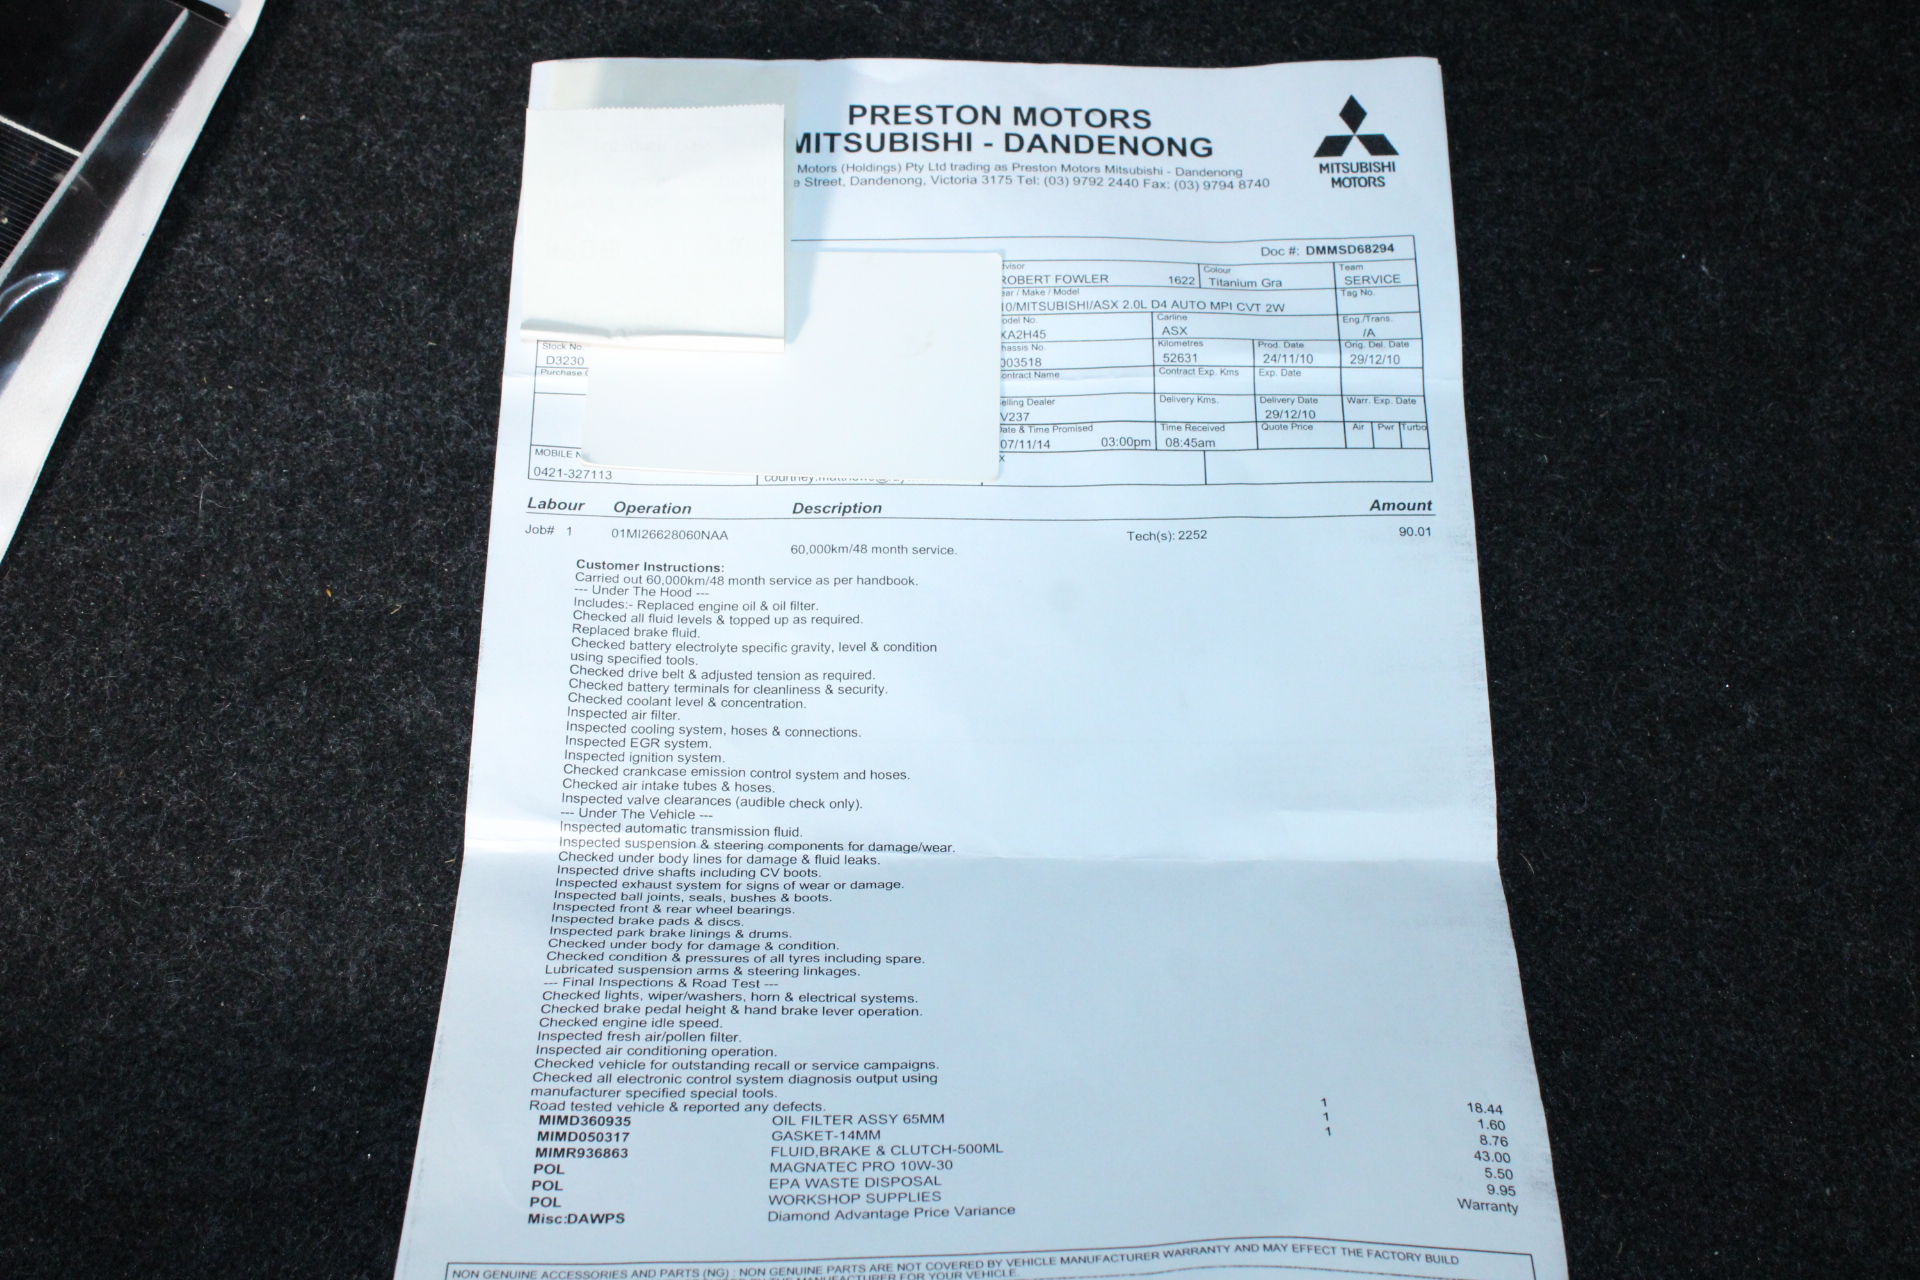 PRESTON MOTORS
MITSUBISHI - DANDENONG
Motors (Holdings) Pty Ltd trading as Preston Motors Mitsubishi - Dandenong
Street, Dandenong, Victoria 3175 Tel: (03) 9792 2440 Fax: (03) 9794 8740
MITSUBISHI
MOTORS
Doc #: DMMSD68294
Colour Team
ROBERT FOWLER 1622 Titanium Gra SERVICE
/ Make / Model Tag No.
10/MITSUBISHI/ASX 2.0L D4 AUTO MPI CVT 2W
No. Carline Eng./Trans.
XA2H45 ASX /A
Stock No. No. Kilometres Prod. Date Orig. Del. Date
D3230 003518 52631 24/11/10 29/12/10
Purchase Name Contract Exp. Kms Exp. Date
Dealer Delivery Kms. Delivery Date Warr. Exp. Date
V237 29/12/10
& Time Promised Time Received Quote Price Air Pwr Turbo
07/11/14 03:00pm 08:45am
MOBILE
0421-327113
Labour Operation Description Amount
Job# 1 01MI26628060NAA Tech(s): 2252 90.01
60,000km/48 month service.
Customer Instructions:
Carried out 60,000km/48 month service as per handbook.
--- Under The Hood ---
Includes:- Replaced engine oil & oil filter.
Checked all fluid levels & topped up as required.
Replaced brake fluid.
Checked battery electrolyte specific gravity, level & condition
using specified tools.
Checked drive belt & adjusted tension as required.
Checked battery terminals for cleanliness & security.
Checked coolant level & concentration.
Inspected air filter.
Inspected cooling system, hoses & connections.
Inspected EGR system.
Inspected ignition system.
Checked crankcase emission control system and hoses.
Checked air intake tubes & hoses.
Inspected valve clearances (audible check only).
--- Under The Vehicle ---
Inspected automatic transmission fluid.
Inspected suspension & steering components for damage/wear.
Checked under body lines for damage & fluid leaks.
Inspected drive shafts including CV boots.
Inspected exhaust system for signs of wear or damage.
Inspected ball joints, seals, bushes & boots.
Inspected front & rear wheel bearings.
Inspected brake pads & discs.
Inspected park brake linings & drums.
Checked under body for damage & condition.
Checked condition & pressures of all tyres including spare.
Lubricated suspension arms & steering linkages.
--- Final Inspections & Road Test ---
Checked lights, wiper/washers, horn & electrical systems.
Checked brake pedal height & hand brake lever operation.
Checked engine idle speed.
Inspected fresh air/pollen filter.
Inspected air conditioning operation.
Checked vehicle for outstanding recall or service campaigns.
Checked all electronic control system diagnosis output using
manufacturer specified special tools.
Road tested vehicle & reported any defects.
MIMD360935 OIL FILTER ASSY 65MM 1 18.44
MIMD050317 GASKET-14MM 1 1.60
MIMR936863 FLUID,BRAKE & CLUTCH-500ML 1 8.76
POL MAGNATEC PRO 10W-30 43.00
POL EPA WASTE DISPOSAL 5.50
POL WORKSHOP SUPPLIES 9.95
Misc:DAWPS Diamond Advantage Price Variance Warranty
NON GENUINE ACCESSORIES AND PARTS (NG) : NON GENUINE PARTS ARE NOT COVERED BY VEHICLE MANUFACTURER WARRANTY AND MAY EFFECT THE FACTORY BUILD
THE MANUFACTURER FOR YOUR VEHICLE.